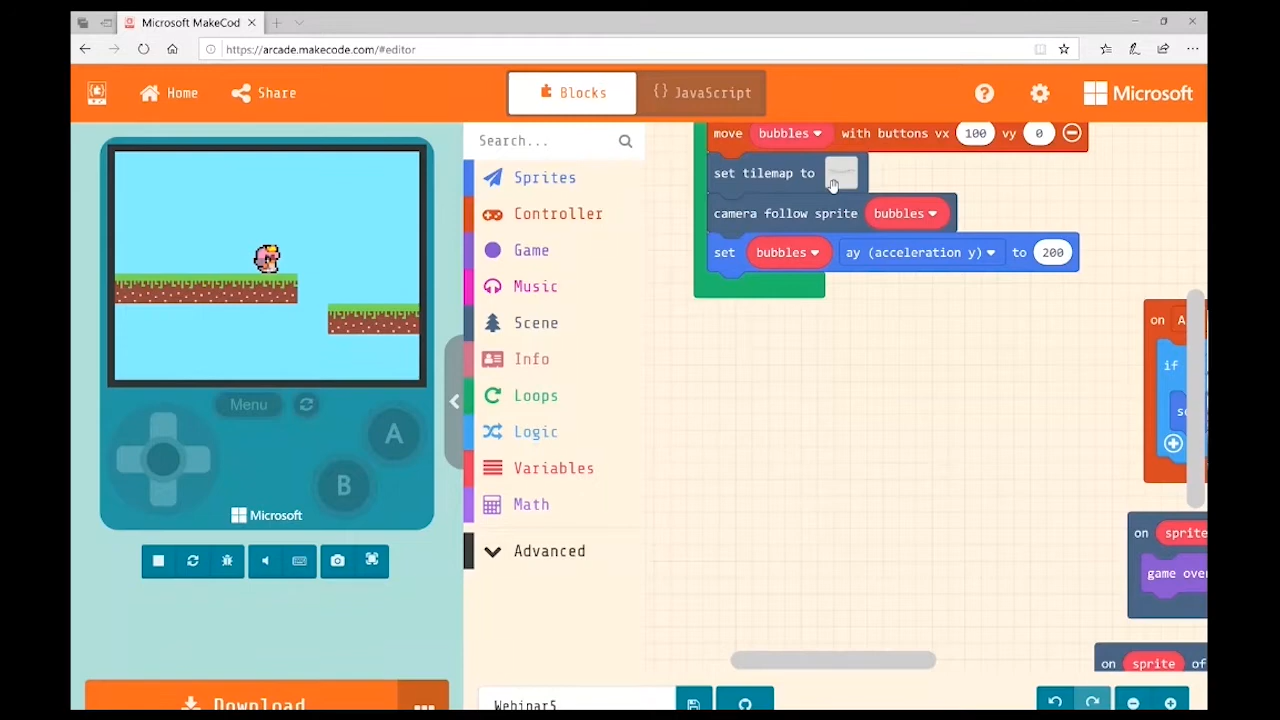 Microsoft MakeCod
https://arcade.makecode.com/#editor
Home
Share
Blocks
{} JavaScript
Microsoft
Search...
Sprites
Controller
Game
Music
Scene
Info
Loops
Logic
Variables
Math
Advanced
Menu
A
B
Microsoft
Download
move bubbles with buttons vx 100 vy 0
set tilemap to
camera follow sprite bubbles
set bubbles ay (acceleration y) to 200
on A
if
on sprite
game over
on sprite of
Webinar5